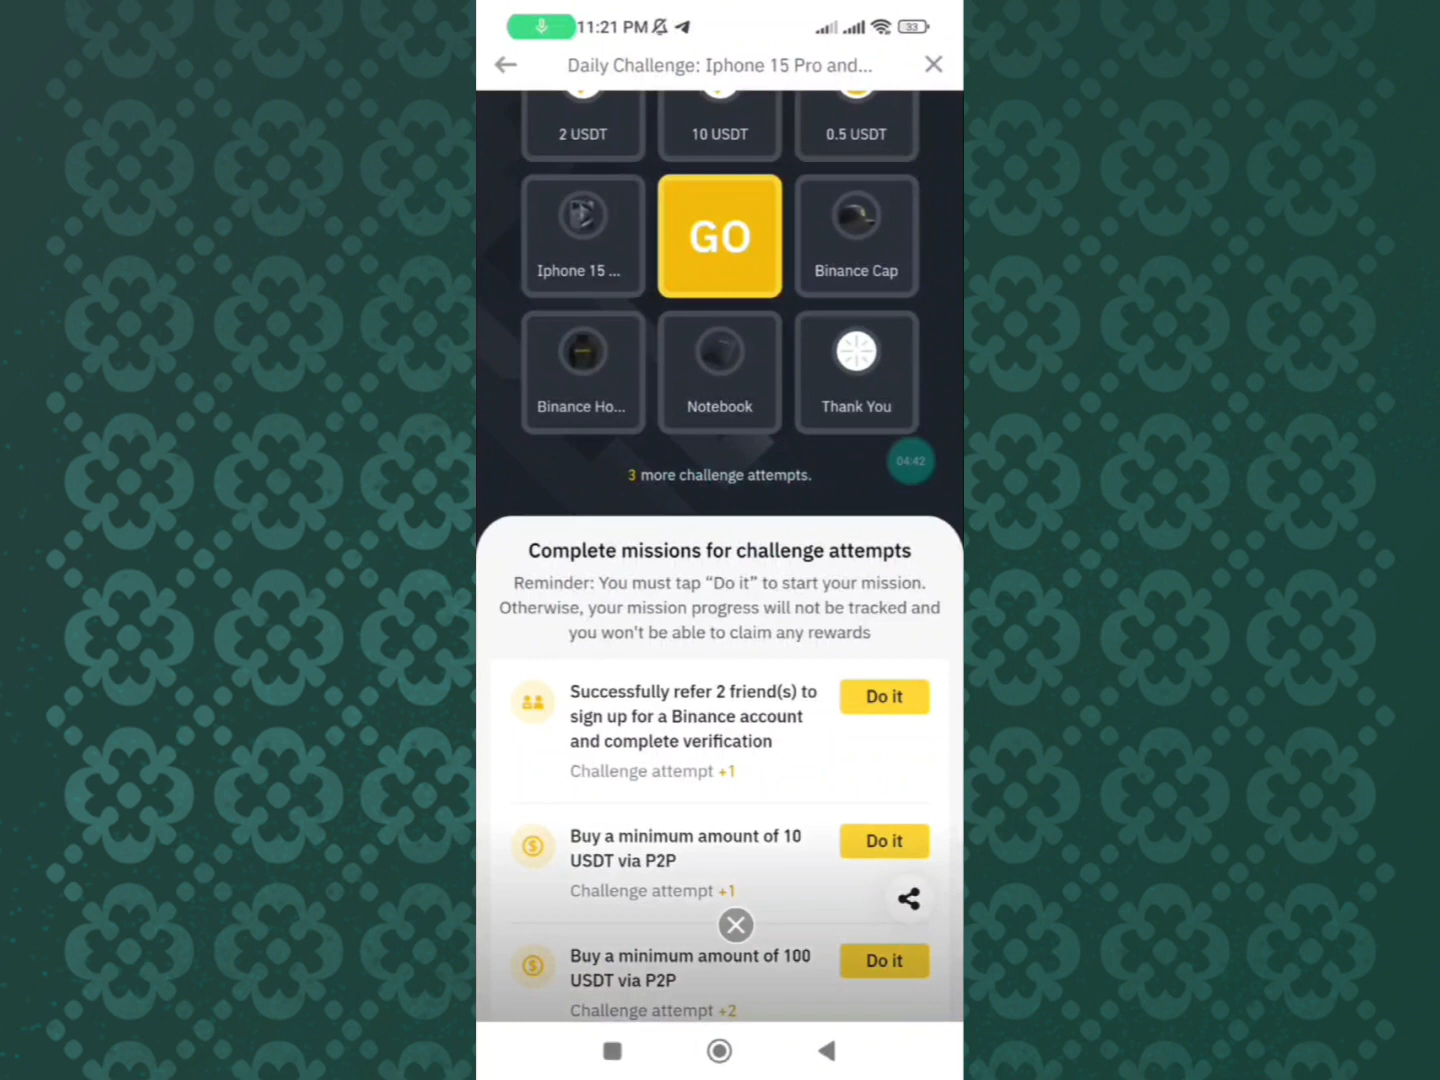 11:21 PM
33
Daily Challenge: Iphone 15 Pro and...
2 USDT
10 USDT
0.5 USDT
Iphone 15 ...
GO
Binance Cap
Binance Ho...
Notebook
Thank You
3 more challenge attempts.
04:42
Complete missions for challenge attempts
Reminder: You must tap “Do it” to start your mission.
Otherwise, your mission progress will not be tracked and
you won't be able to claim any rewards
Successfully refer 2 friend(s) to
sign up for a Binance account
and complete verification
Do it
Challenge attempt +1
Buy a minimum amount of 10
USDT via P2P
Do it
Challenge attempt +1
Buy a minimum amount of 100
USDT via P2P
Do it
Challenge attempt +2